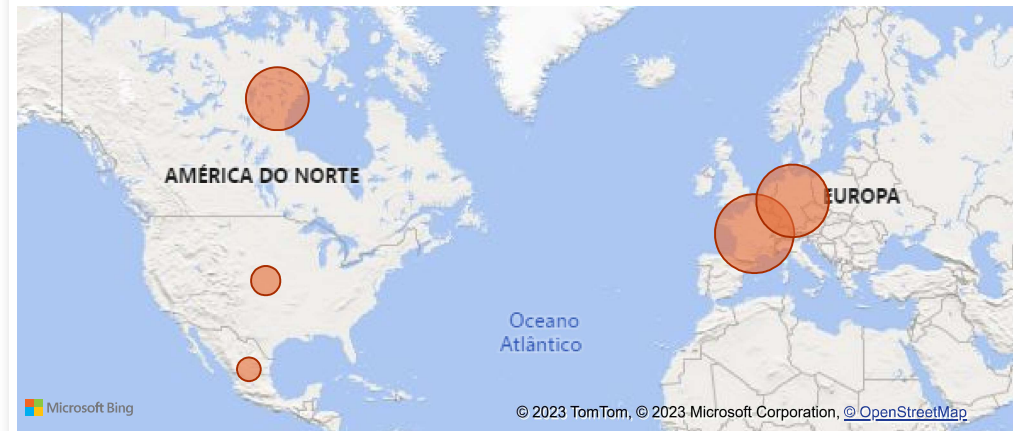 AMÉRICA DO NORTE
EUROPA
Oceano
Atlântico
Microsoft Bing
© 2023 TomTom, © 2023 Microsoft Corporation, © OpenStreetMap